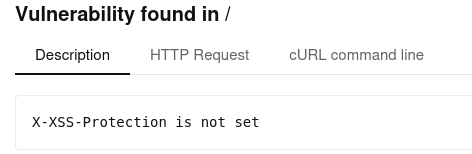 Vulnerability found in /
Description HTTP Request cURL command line
X-XSS-Protection is not set